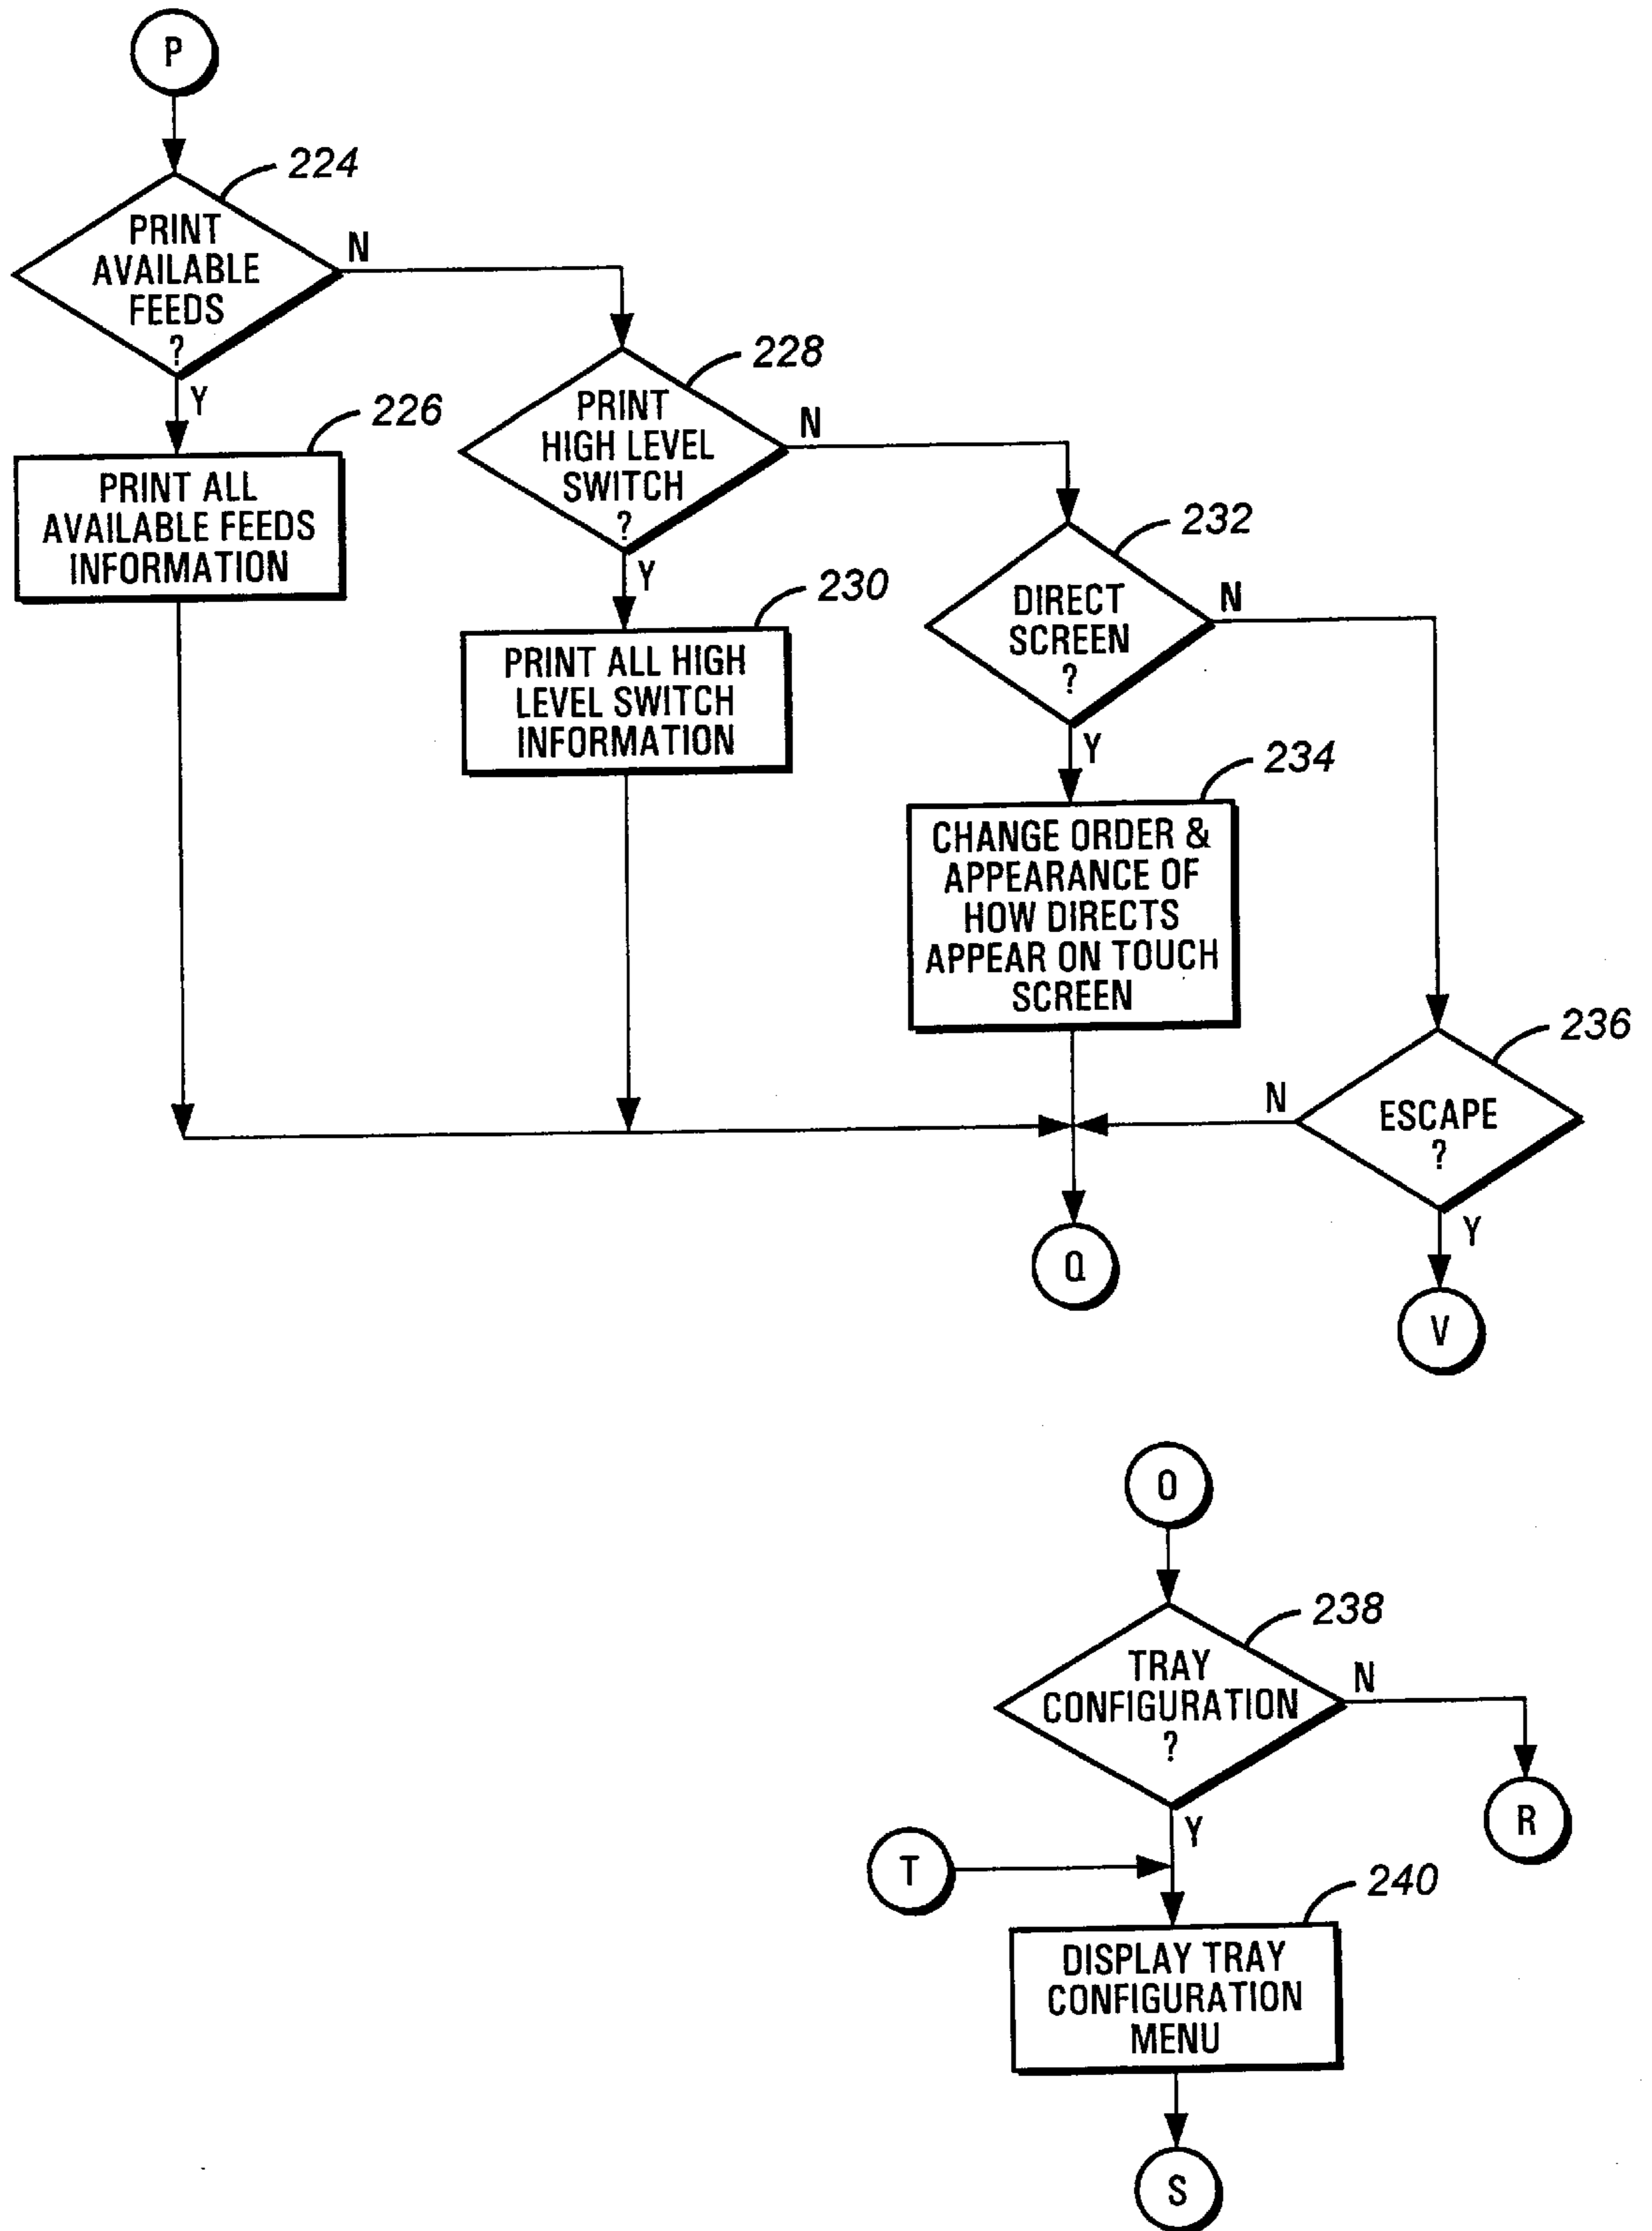 P
224
PRINT
AVAILABLE
FEEDS
?
N
Y
226
PRINT ALL
AVAILABLE FEEDS
INFORMATION
228
PRINT
HIGH LEVEL
SWITCH
?
N
Y
230
PRINT ALL HIGH
LEVEL SWITCH
INFORMATION
232
DIRECT
SCREEN
?
N
Y
234
CHANGE ORDER &
APPEARANCE OF
HOW DIRECTS
APPEAR ON TOUCH
SCREEN
236
ESCAPE
?
N
Y
Q
V
O
238
TRAY
CONFIGURATION
?
N
R
Y
T
240
DISPLAY TRAY
CONFIGURATION
MENU
S